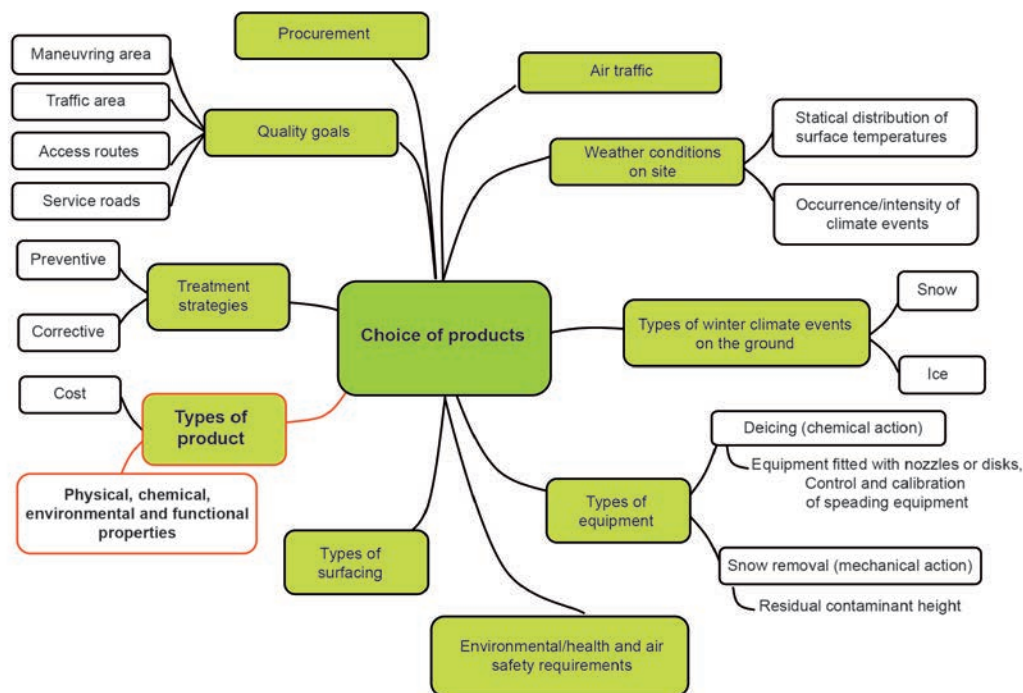 Procurement
Maneuvring area
Traffic area
Access routes
Service roads
Quality goals
Air traffic
Statical distribution of
surface temperatures
Weather conditions
on site
Occurrence/intensity of
climate events
Preventive
Corrective
Treatment
strategies
Choice of products
Types of winter climate events
on the ground
Snow
Ice
Cost
Types of
product
Physical, chemical,
environmental and functional
properties
Types of
surfacing
Environmental/health and air
safety requirements
Types of
equipment
Deicing (chemical action)
Equipment fitted with nozzles or disks,
Control and calibration
of speading equipment
Snow removal (mechanical action)
Residual contaminant height